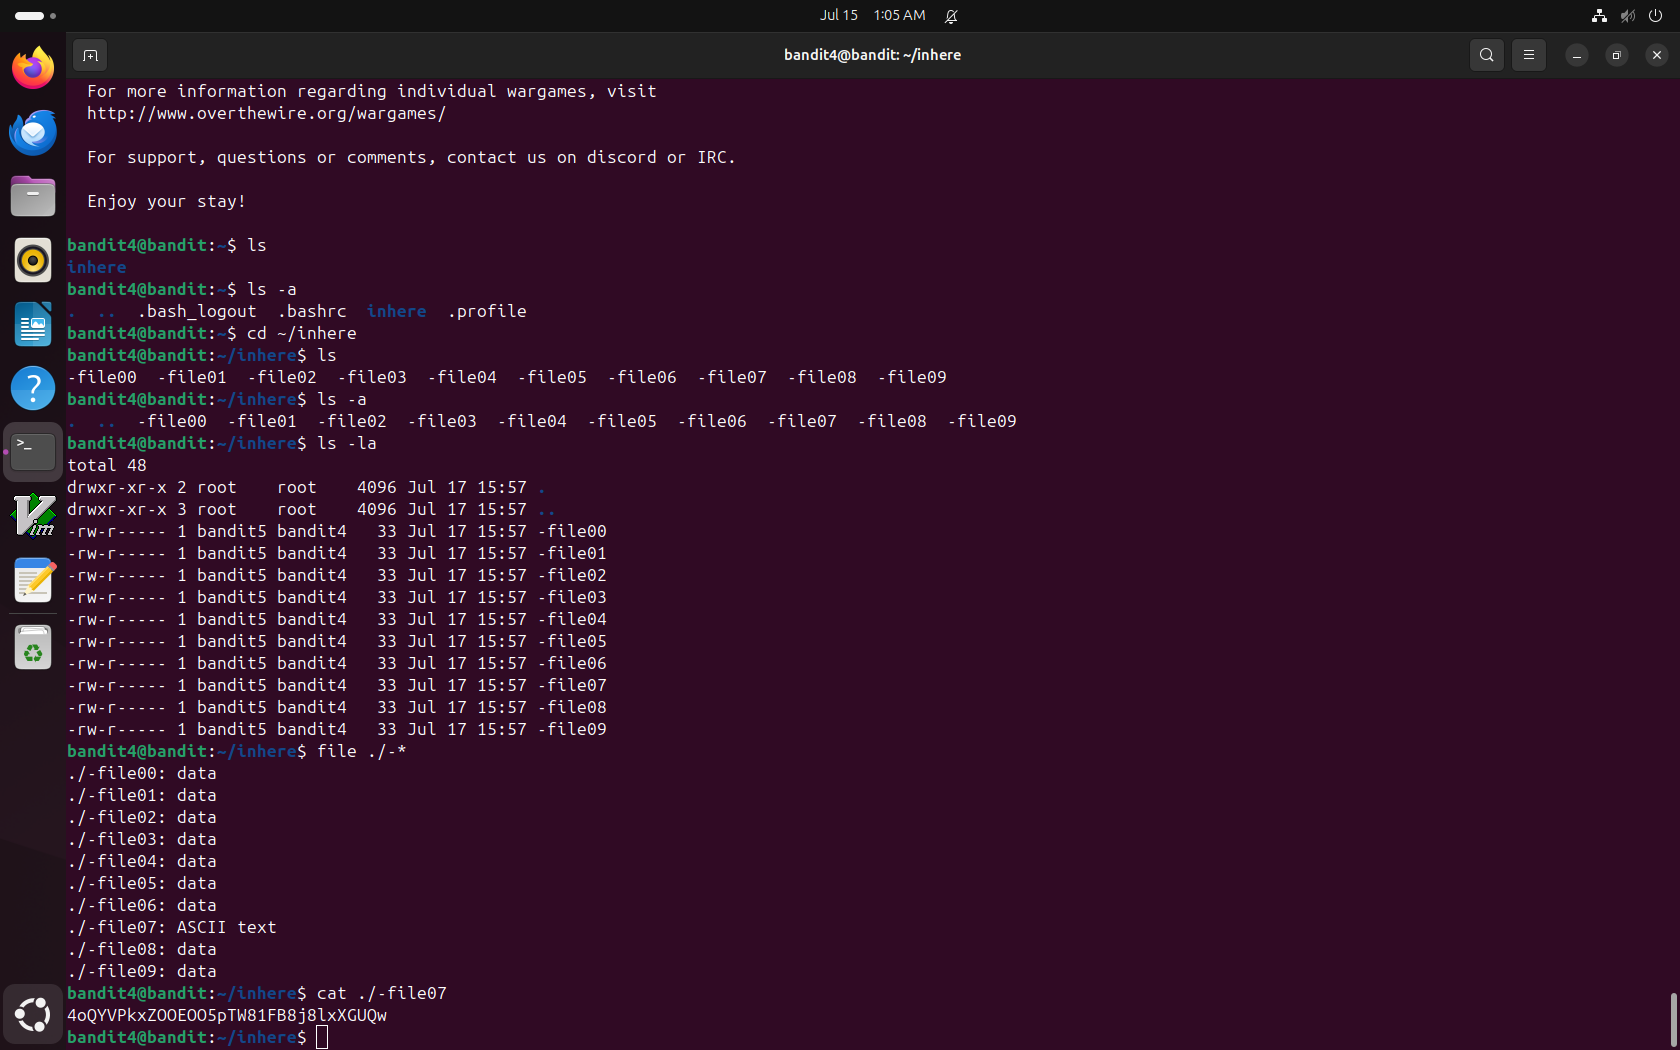 Jul 15 1:05 AM
bandit4@bandit: ~/inhere
For more information regarding individual wargames, visit
http://www.overthewire.org/wargames/
For support, questions or comments, contact us on discord or IRC.
Enjoy your stay!
bandit4@bandit:~$ ls
inhere
bandit4@bandit:~$ ls -a
. .. .bash_logout .bashrc inhere .profile
bandit4@bandit:~$ cd ~/inhere
bandit4@bandit:~/inhere$ ls
-file00 -file01 -file02 -file03 -file04 -file05 -file06 -file07 -file08 -file09
bandit4@bandit:~/inhere$ ls -a
. .. -file00 -file01 -file02 -file03 -file04 -file05 -file06 -file07 -file08 -file09
bandit4@bandit:~/inhere$ ls -la
total 48
drwxr-xr-x 2 root root 4096 Jul 17 15:57 .
drwxr-xr-x 3 root root 4096 Jul 17 15:57 ..
-rw-r----- 1 bandit5 bandit4 33 Jul 17 15:57 -file00
-rw-r----- 1 bandit5 bandit4 33 Jul 17 15:57 -file01
-rw-r----- 1 bandit5 bandit4 33 Jul 17 15:57 -file02
-rw-r----- 1 bandit5 bandit4 33 Jul 17 15:57 -file03
-rw-r----- 1 bandit5 bandit4 33 Jul 17 15:57 -file04
-rw-r----- 1 bandit5 bandit4 33 Jul 17 15:57 -file05
-rw-r----- 1 bandit5 bandit4 33 Jul 17 15:57 -file06
-rw-r----- 1 bandit5 bandit4 33 Jul 17 15:57 -file07
-rw-r----- 1 bandit5 bandit4 33 Jul 17 15:57 -file08
-rw-r----- 1 bandit5 bandit4 33 Jul 17 15:57 -file09
bandit4@bandit:~/inhere$ file ./-*
./-file00: data
./-file01: data
./-file02: data
./-file03: data
./-file04: data
./-file05: data
./-file06: data
./-file07: ASCII text
./-file08: data
./-file09: data
bandit4@bandit:~/inhere$ cat ./-file07
4oQYVPkxZOOEOO5pTW81FB8j8lxXGUQw
bandit4@bandit:~/inhere$